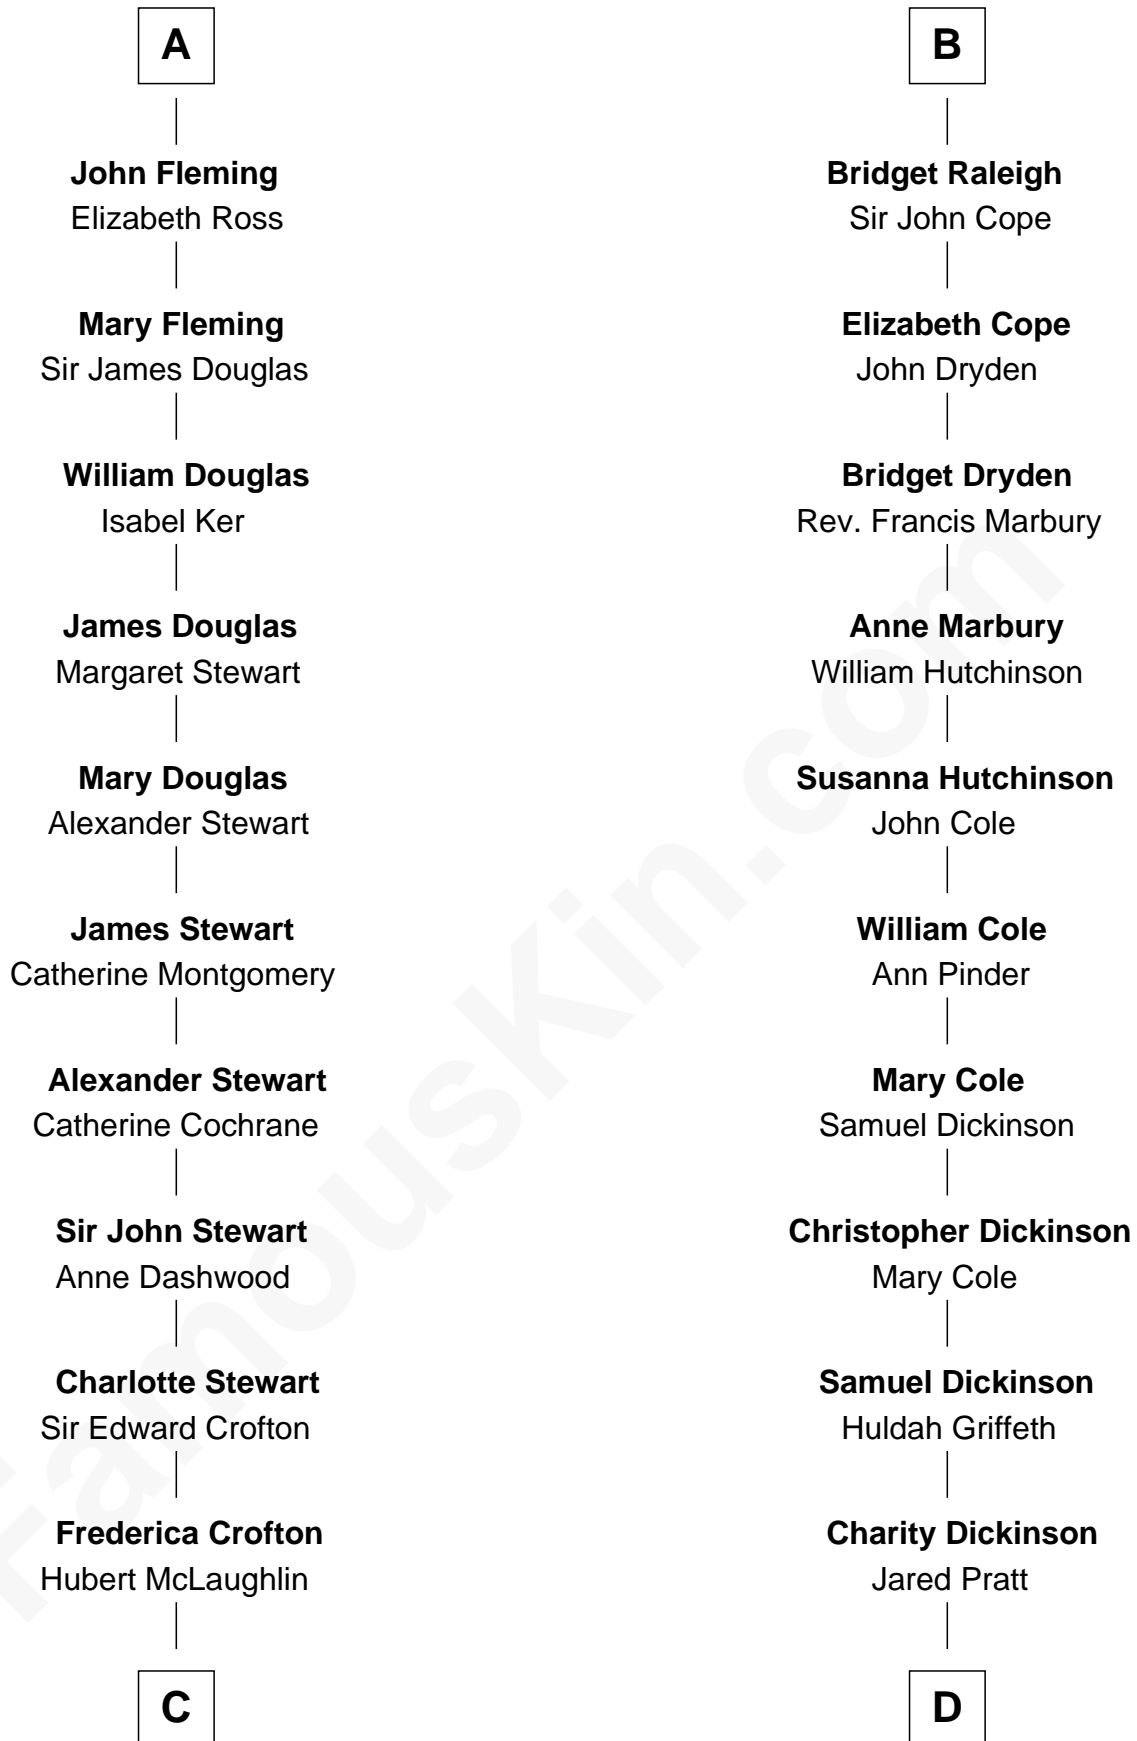 A
John Fleming
Elizabeth Ross
Mary Fleming
Sir James Douglas
William Douglas
Isabel Ker
James Douglas
Margaret Stewart
Mary Douglas
Alexander Stewart
James Stewart
Catherine Montgomery
Alexander Stewart
Catherine Cochrane
Sir John Stewart
Anne Dashwood
Charlotte Stewart
Sir Edward Crofton
Frederica Crofton
Hubert McLaughlin
C
B
Bridget Raleigh
Sir John Cope
Elizabeth Cope
John Dryden
Bridget Dryden
Rev. Francis Marbury
Anne Marbury
William Hutchinson
Susanna Hutchinson
John Cole
William Cole
Ann Pinder
Mary Cole
Samuel Dickinson
Christopher Dickinson
Mary Cole
Samuel Dickinson
Huldah Griffeth
Charity Dickinson
Jared Pratt
D
FamousKin.com